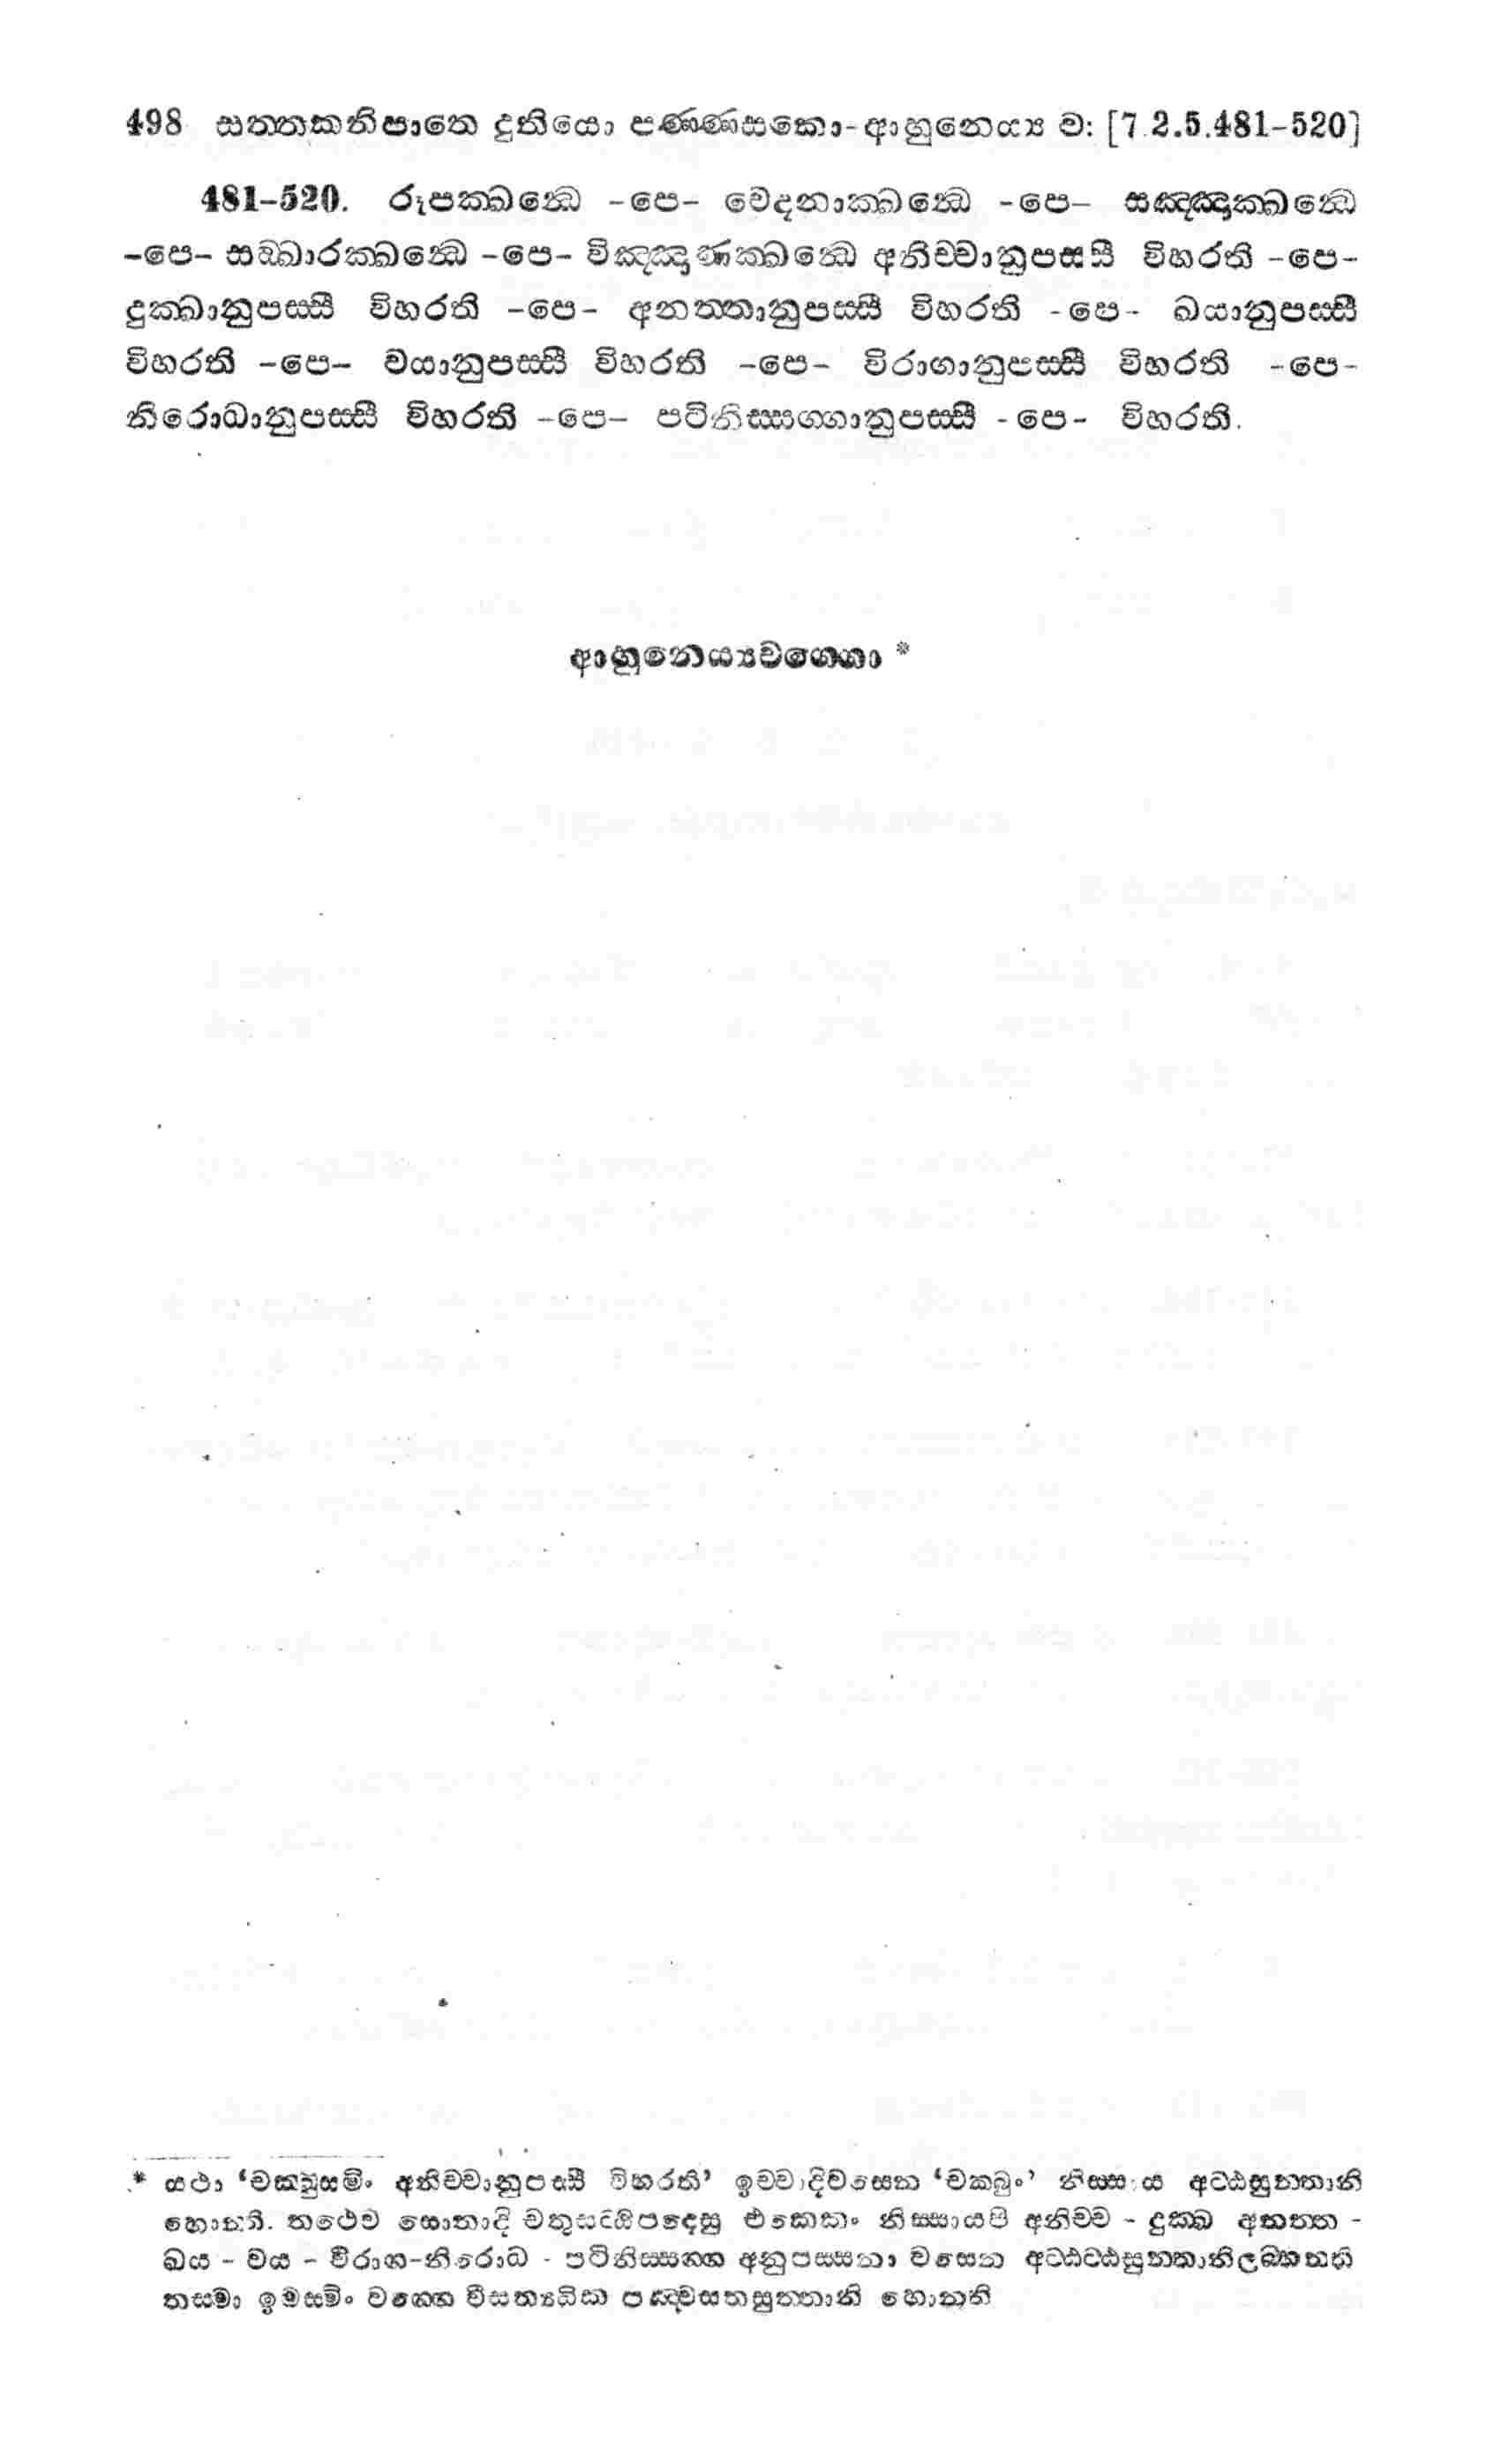 498 සත්තකනිපාතෙ දුතියො පණ්ණාසකො-ආහුනෙය්‍ය ව: [7.2.5.481-520]
481-520. රූපක්ඛන්ධෙ -පෙ- වෙදනාක්ඛන්ධෙ -පෙ- සඤ්ඤාක්ඛන්ධෙ
-පෙ- සඞ්ඛාරක්ඛන්ධෙ -පෙ- විඤ්ඤාණක්ඛන්ධෙ අනිච්චානුපස්සී විහරති -පෙ-
දුක්ඛානුපස්සී විහරති -පෙ- අනත්තානුපස්සී විහරති -පෙ- ඛයානුපස්සී
විහරති -පෙ- වයානුපස්සී විහරති -පෙ- විරාගානුපස්සී විහරති -පෙ-
නිරොධානුපස්සී විහරති -පෙ- පටිනිස්සග්ගානුපස්සී -පෙ- විහරති.
ආහුනෙය්‍යවග්ගො *
* යථා ‘චක්ඛුස්මිං අනිච්චානුපස්සී විහරති’ ඉච්චාදිවසෙන ‘චක්ඛුං’ නිස්සාය අට්ඨසුත්තානි
හොන්ති. තථෙව සොතාදි චතුසට්ඨිපදෙසු එකෙකං නිස්සායපි අනිච්ච - දුක්ඛ අනත්ත -
ඛය - වය - විරාග-නිරොධ - පටිනිස්සග්ග අනුපස්සනා වසෙන අට්ඨට්ඨසුත්තානිලබ්භන්ති
තස්මා ඉමස්මිං වග්ගෙ වීසත්‍යධික පඤ්චසතසුත්තානි හොන්ති